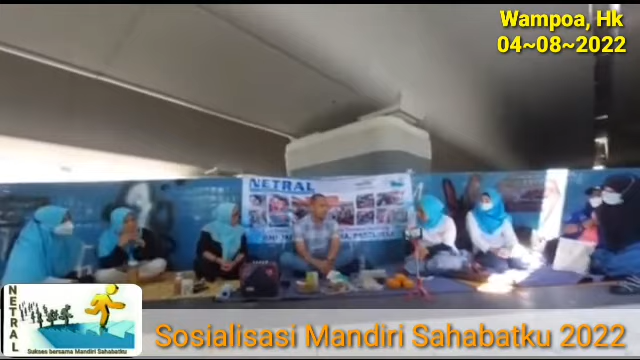 Wampoa, Hk
04~08~2022
NETRAL
NETRAL
Sukses bersama Mandiri Sahabatku
Sosialisasi Mandiri Sahabatku 2022